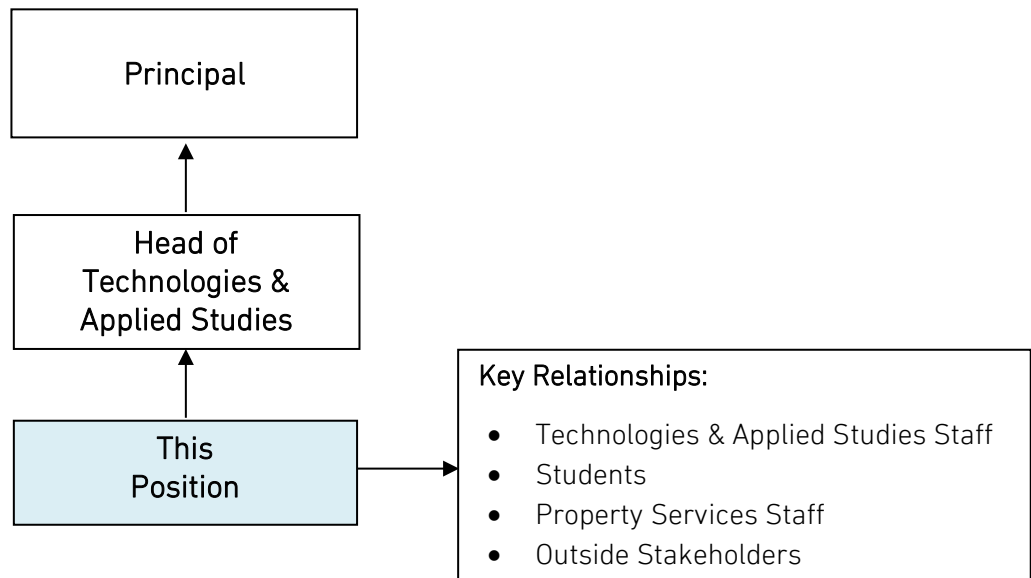 Principal
Head of
Technologies &
Applied Studies
This
Position
Key Relationships:
• Technologies & Applied Studies Staff
• Students
• Property Services Staff
• Outside Stakeholders